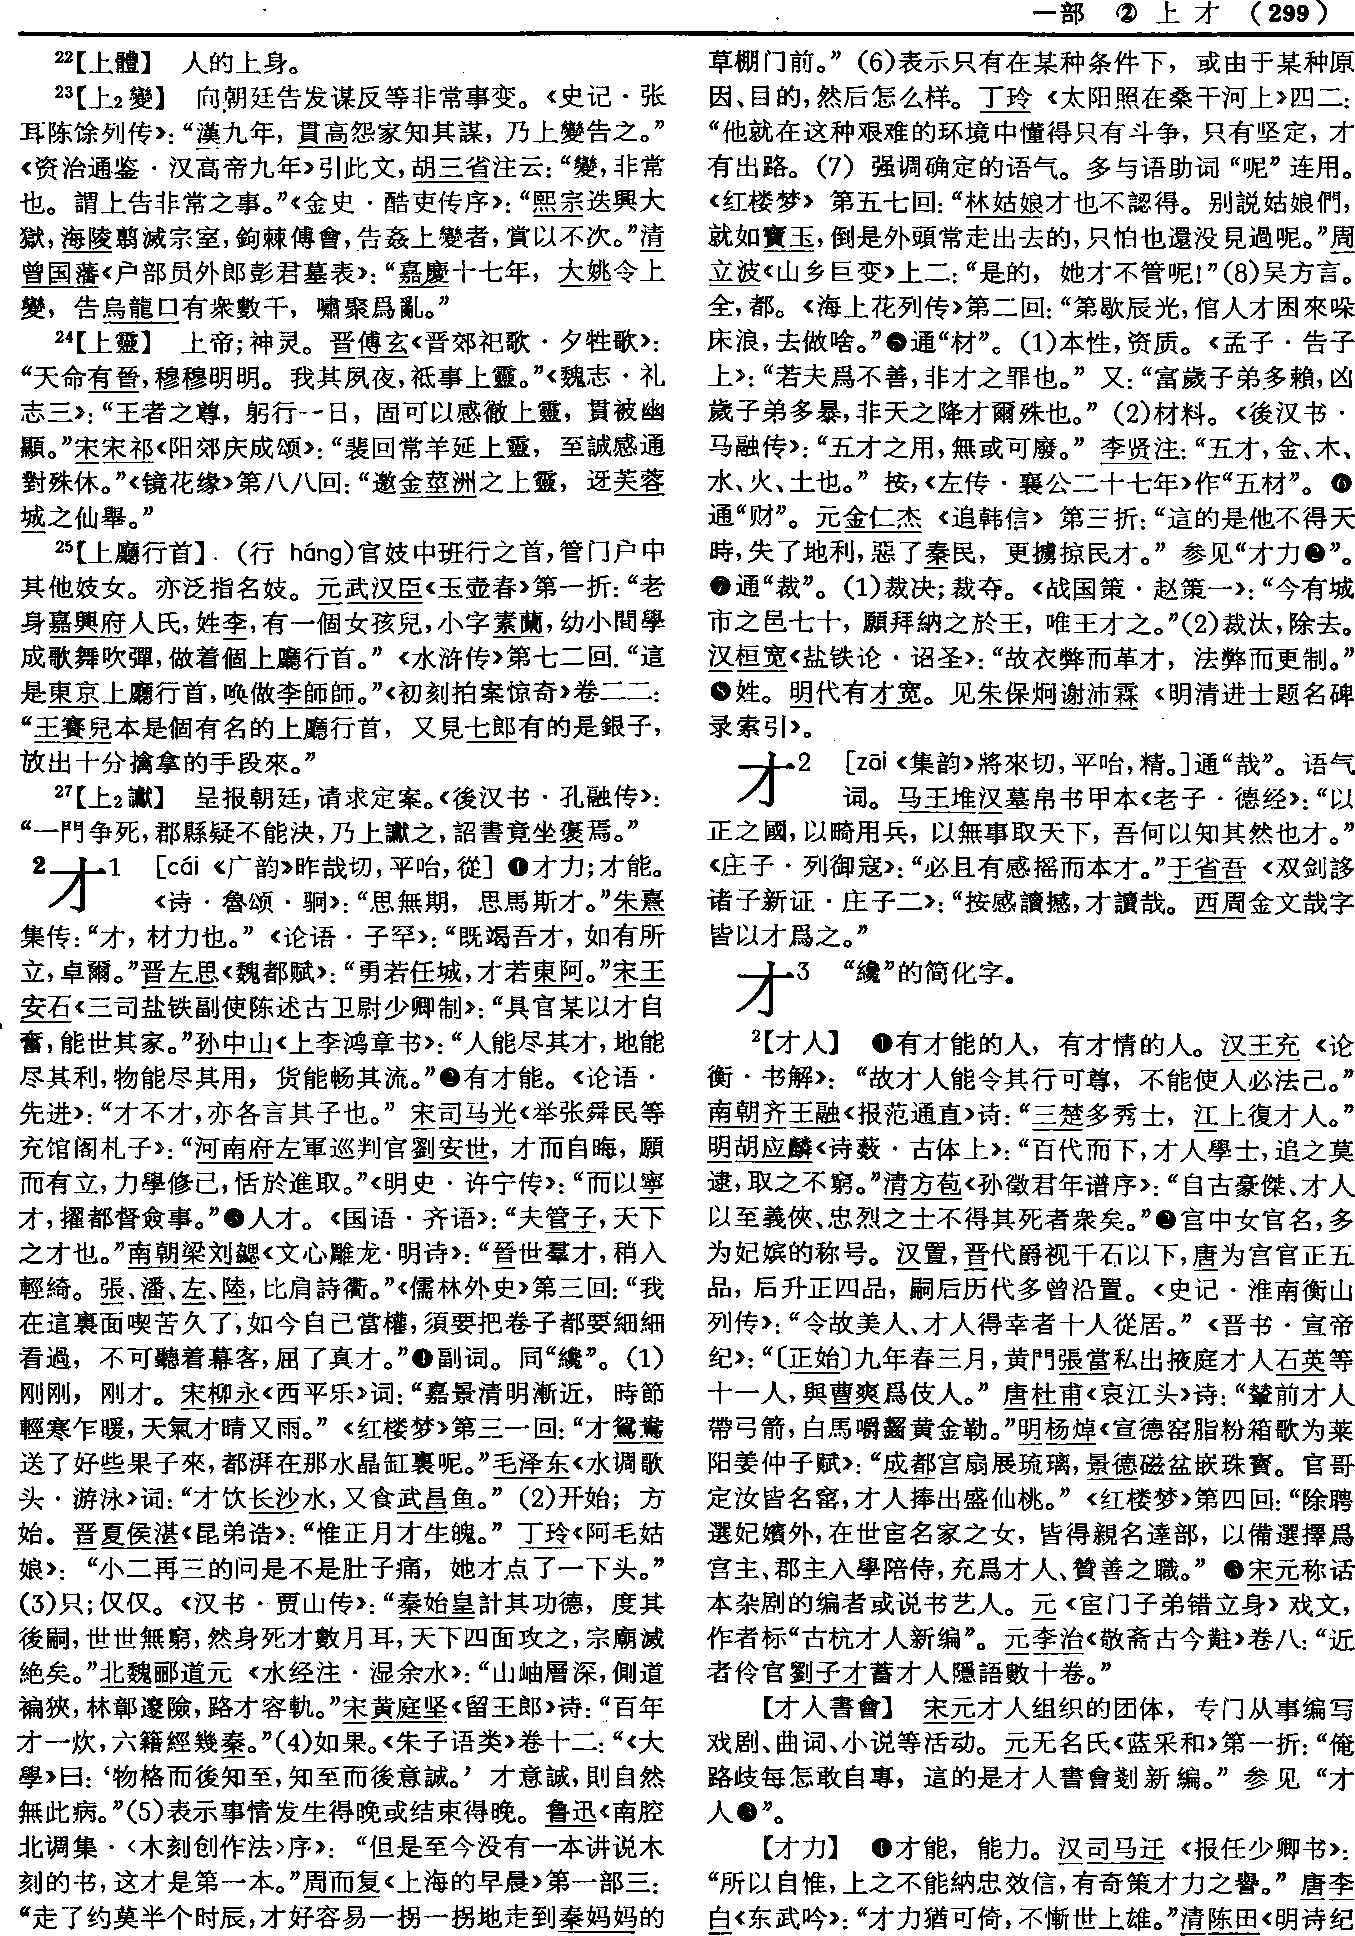 一部 ② 上才 (299)
22【上體】 人的上身。
23【上₂變】 向朝廷告发谋反等非常事变。《史记·张
耳陈馀列传》：“漢九年，貫高怨家知其謀，乃上變告之。”
《资治通鉴·汉高帝九年》引此文，胡三省注云：“變，非常
也。謂上告非常之事。”《金史·酷吏传序》：“熙宗迭興大
獄，海陵翦滅宗室，鉤棘傅會，告姦上變者，賞以不次。”清
曾国藩《户部员外郎彭君墓表》：“嘉慶十七年，大姚令上
變，告烏龍口有衆數千，嘯聚爲亂。”
24【上靈】 上帝；神灵。晋傅玄《晋郊祀歌·夕牲歌》：
“天命有晉，穆穆明明。我其夙夜，祗事上靈。”《魏志·礼
志三》：“王者之尊，躬行一日，固可以感徹上靈，貫被幽
顯。”宋宋祁《阳郊庆成颂》：“裴回常羊延上靈，至誠感通
對殊休。”《镜花缘》第八八回：“邀金莖洲之上靈，迓芙蓉
城之仙舉。”
25【上廳行首】 (行 háng)官妓中班行之首，管门户中
其他妓女。亦泛指名妓。元武汉臣《玉壶春》第一折：“老
身嘉興府人氏，姓李，有一個女孩兒，小字素蘭，幼小間學
成歌舞吹彈，做着個上廳行首。”《水浒传》第七二回：“這
是東京上廳行首，唤做李師師。”《初刻拍案惊奇》卷二二：
“王賽兒本是個有名的上廳行首，又見七郎有的是銀子，
放出十分擒拿的手段來。”
27【上₂讞】 呈报朝廷，请求定案。《後汉书·孔融传》：
“一門争死，郡縣疑不能決，乃上讞之，詔書竟坐褒焉。”
2才1 [cái 《广韵》昨哉切，平咍，從] ❶才力；才能。
《诗·鲁颂·駉》：“思無期，思馬斯才。”朱熹
集传：“才，材力也。”《论语·子罕》：“既竭吾才，如有所
立，卓爾。”晋左思《魏都赋》：“勇若任城，才若東阿。”宋王
安石《三司盐铁副使陈述古卫尉少卿制》：“具官某以才自
奮，能世其家。”孙中山《上李鸿章书》：“人能尽其才，地能
尽其利，物能尽其用，货能畅其流。”❷有才能。《论语·
先进》：“才不才，亦各言其子也。”宋司马光《举张舜民等
充馆阁札子》：“河南府左軍巡判官劉安世，才而自晦，願
而有立，力學修己，恬於進取。”《明史·许宁传》：“而以寧
才，擢都督僉事。”❸人才。《国语·齐语》：“夫管子，天下
之才也。”南朝梁刘勰《文心雕龙·明诗》：“晉世羣才，稍入
輕綺。張、潘、左、陸，比肩詩衢。”《儒林外史》第三回：“我
在這裏面喫苦久了，如今自己當權，須要把卷子都要細細
看過，不可聽着幕客，屈了真才。”❹副词。同“纔”。(1)
刚刚，刚才。宋柳永《西平乐》词：“嘉景清明漸近，時節
輕寒乍暖，天氣才晴又雨。”《红楼梦》第三一回：“才鴛鴦
送了好些果子來，都湃在那水晶缸裏呢。”毛泽东《水调歌
头·游泳》词：“才饮长沙水，又食武昌鱼。”(2)开始；方
始。晋夏侯湛《昆弟诰》：“惟正月才生魄。”丁玲《阿毛姑
娘》：“小二再三的问是不是肚子痛，她才点了一下头。”
(3)只；仅仅。《汉书·贾山传》：“秦始皇計其功德，度其
後嗣，世世無窮，然身死才數月耳，天下四面攻之，宗廟滅
絶矣。”北魏郦道元《水经注·湿余水》：“山岫層深，側道
褊狹，林鄣邃險，路才容軌。”宋黄庭坚《留王郎》诗：“百年
才一炊，六籍經幾秦。”(4)如果。《朱子语类》卷十二：“《大
學》曰：‘物格而後知至，知至而後意誠。’才意誠，則自然
無此病。”(5)表示事情发生得晚或结束得晚。鲁迅《南腔
北调集·〈木刻创作法〉序》：“但是至今没有一本讲说木
刻的书，这才是第一本。”周而复《上海的早晨》第一部三：
“走了约莫半个时辰，才好容易一拐一拐地走到秦妈妈的
草棚门前。”(6)表示只有在某种条件下，或由于某种原
因、目的，然后怎么样。丁玲《太阳照在桑干河上》四二：
“他就在这种艰难的环境中懂得只有斗争，只有坚定，才
有出路。(7) 强调确定的语气。多与语助词“呢”连用。
《红楼梦》第五七回：“林姑娘才也不認得。别説姑娘們，
就如寶玉，倒是外頭常走出去的，只怕也還没見過呢。”周
立波《山乡巨变》上二：“是的，她才不管呢！”(8)吴方言。
全，都。《海上花列传》第二回：“第歇辰光，倌人才困來哚
床浪，去做啥。”❺通“材”。(1)本性，资质。《孟子·告子
上》：“若夫爲不善，非才之罪也。”又：“富歲子弟多賴，凶
歲子弟多暴，非天之降才爾殊也。”(2)材料。《後汉书·
马融传》：“五才之用，無或可廢。”李贤注：“五才，金、木、
水、火、土也。”按，《左传·襄公二十七年》作“五材”。❻
通“财”。元金仁杰《追韩信》第三折：“這的是他不得天
時，失了地利，惡了秦民，更擄掠民才。”参见“才力❷”。
❼通“裁”。(1)裁决；裁夺。《战国策·赵策一》：“今有城
市之邑七十，願拜納之於王，唯王才之。”(2)裁汰，除去。
汉桓宽《盐铁论·诏圣》：“故衣弊而革才，法弊而更制。”
❽姓。明代有才宽。见朱保炯谢沛霖《明清进士题名碑
录索引》。
才2 [zāi《集韵》將來切，平咍，精。]通“哉”。语气
词。马王堆汉墓帛书甲本《老子·德经》：“以
正之國，以畸用兵，以無事取天下，吾何以知其然也才。”
《庄子·列御寇》：“必且有感摇而本才。”于省吾《双剑誃
诸子新证·庄子二》：“按感讀撼，才讀哉。西周金文哉字
皆以才爲之。”
才3 “纔”的简化字。
2【才人】 ❶有才能的人，有才情的人。汉王充《论
衡·书解》：“故才人能令其行可尊，不能使人必法己。”
南朝齐王融《报范通直》诗：“三楚多秀士，江上復才人。”
明胡应麟《诗薮·古体上》：“百代而下，才人學士，追之莫
逮，取之不窮。”清方苞《孙徵君年谱序》：“自古豪傑、才人
以至義俠、忠烈之士不得其死者衆矣。”❷宫中女官名，多
为妃嫔的称号。汉置，晋代爵视千石以下，唐为宫官正五
品，后升正四品，嗣后历代多曾沿置。《史记·淮南衡山
列传》：“令故美人、才人得幸者十人從居。”《晋书·宣帝
纪》：“〔正始〕九年春三月，黄門張當私出掖庭才人石英等
十一人，與曹爽爲伎人。”唐杜甫《哀江头》诗：“輦前才人
帶弓箭，白馬嚼齧黄金勒。”明杨焯《宣德窑脂粉箱歌为莱
阳姜仲子赋》：“成都宫扇展琉璃，景德磁盆嵌珠寶。官哥
定汝皆名窰，才人捧出盛仙桃。”《红楼梦》第四回：“除聘
選妃嬪外，在世宦名家之女，皆得親名達部，以備選擇爲
宫主、郡主入學陪侍，充爲才人、贊善之職。”❸宋元称话
本杂剧的编者或说书艺人。元《宦门子弟错立身》戏文，
作者标“古杭才人新编”。元李治《敬斋古今黈》卷八：“近
者伶官劉子才蓄才人隱語數十卷。”
【才人書會】 宋元才人组织的团体，专门从事编写
戏剧、曲词、小说等活动。元无名氏《蓝采和》第一折：“俺
路歧每怎敢自專，這的是才人書會剗新编。”参见“才
人❸”。
【才力】 ❶才能，能力。汉司马迁《报任少卿书》：
“所以自惟，上之不能納忠效信，有奇策才力之譽。”唐李
白《东武吟》：“才力猶可倚，不慚世上雄。”清陈田《明诗纪